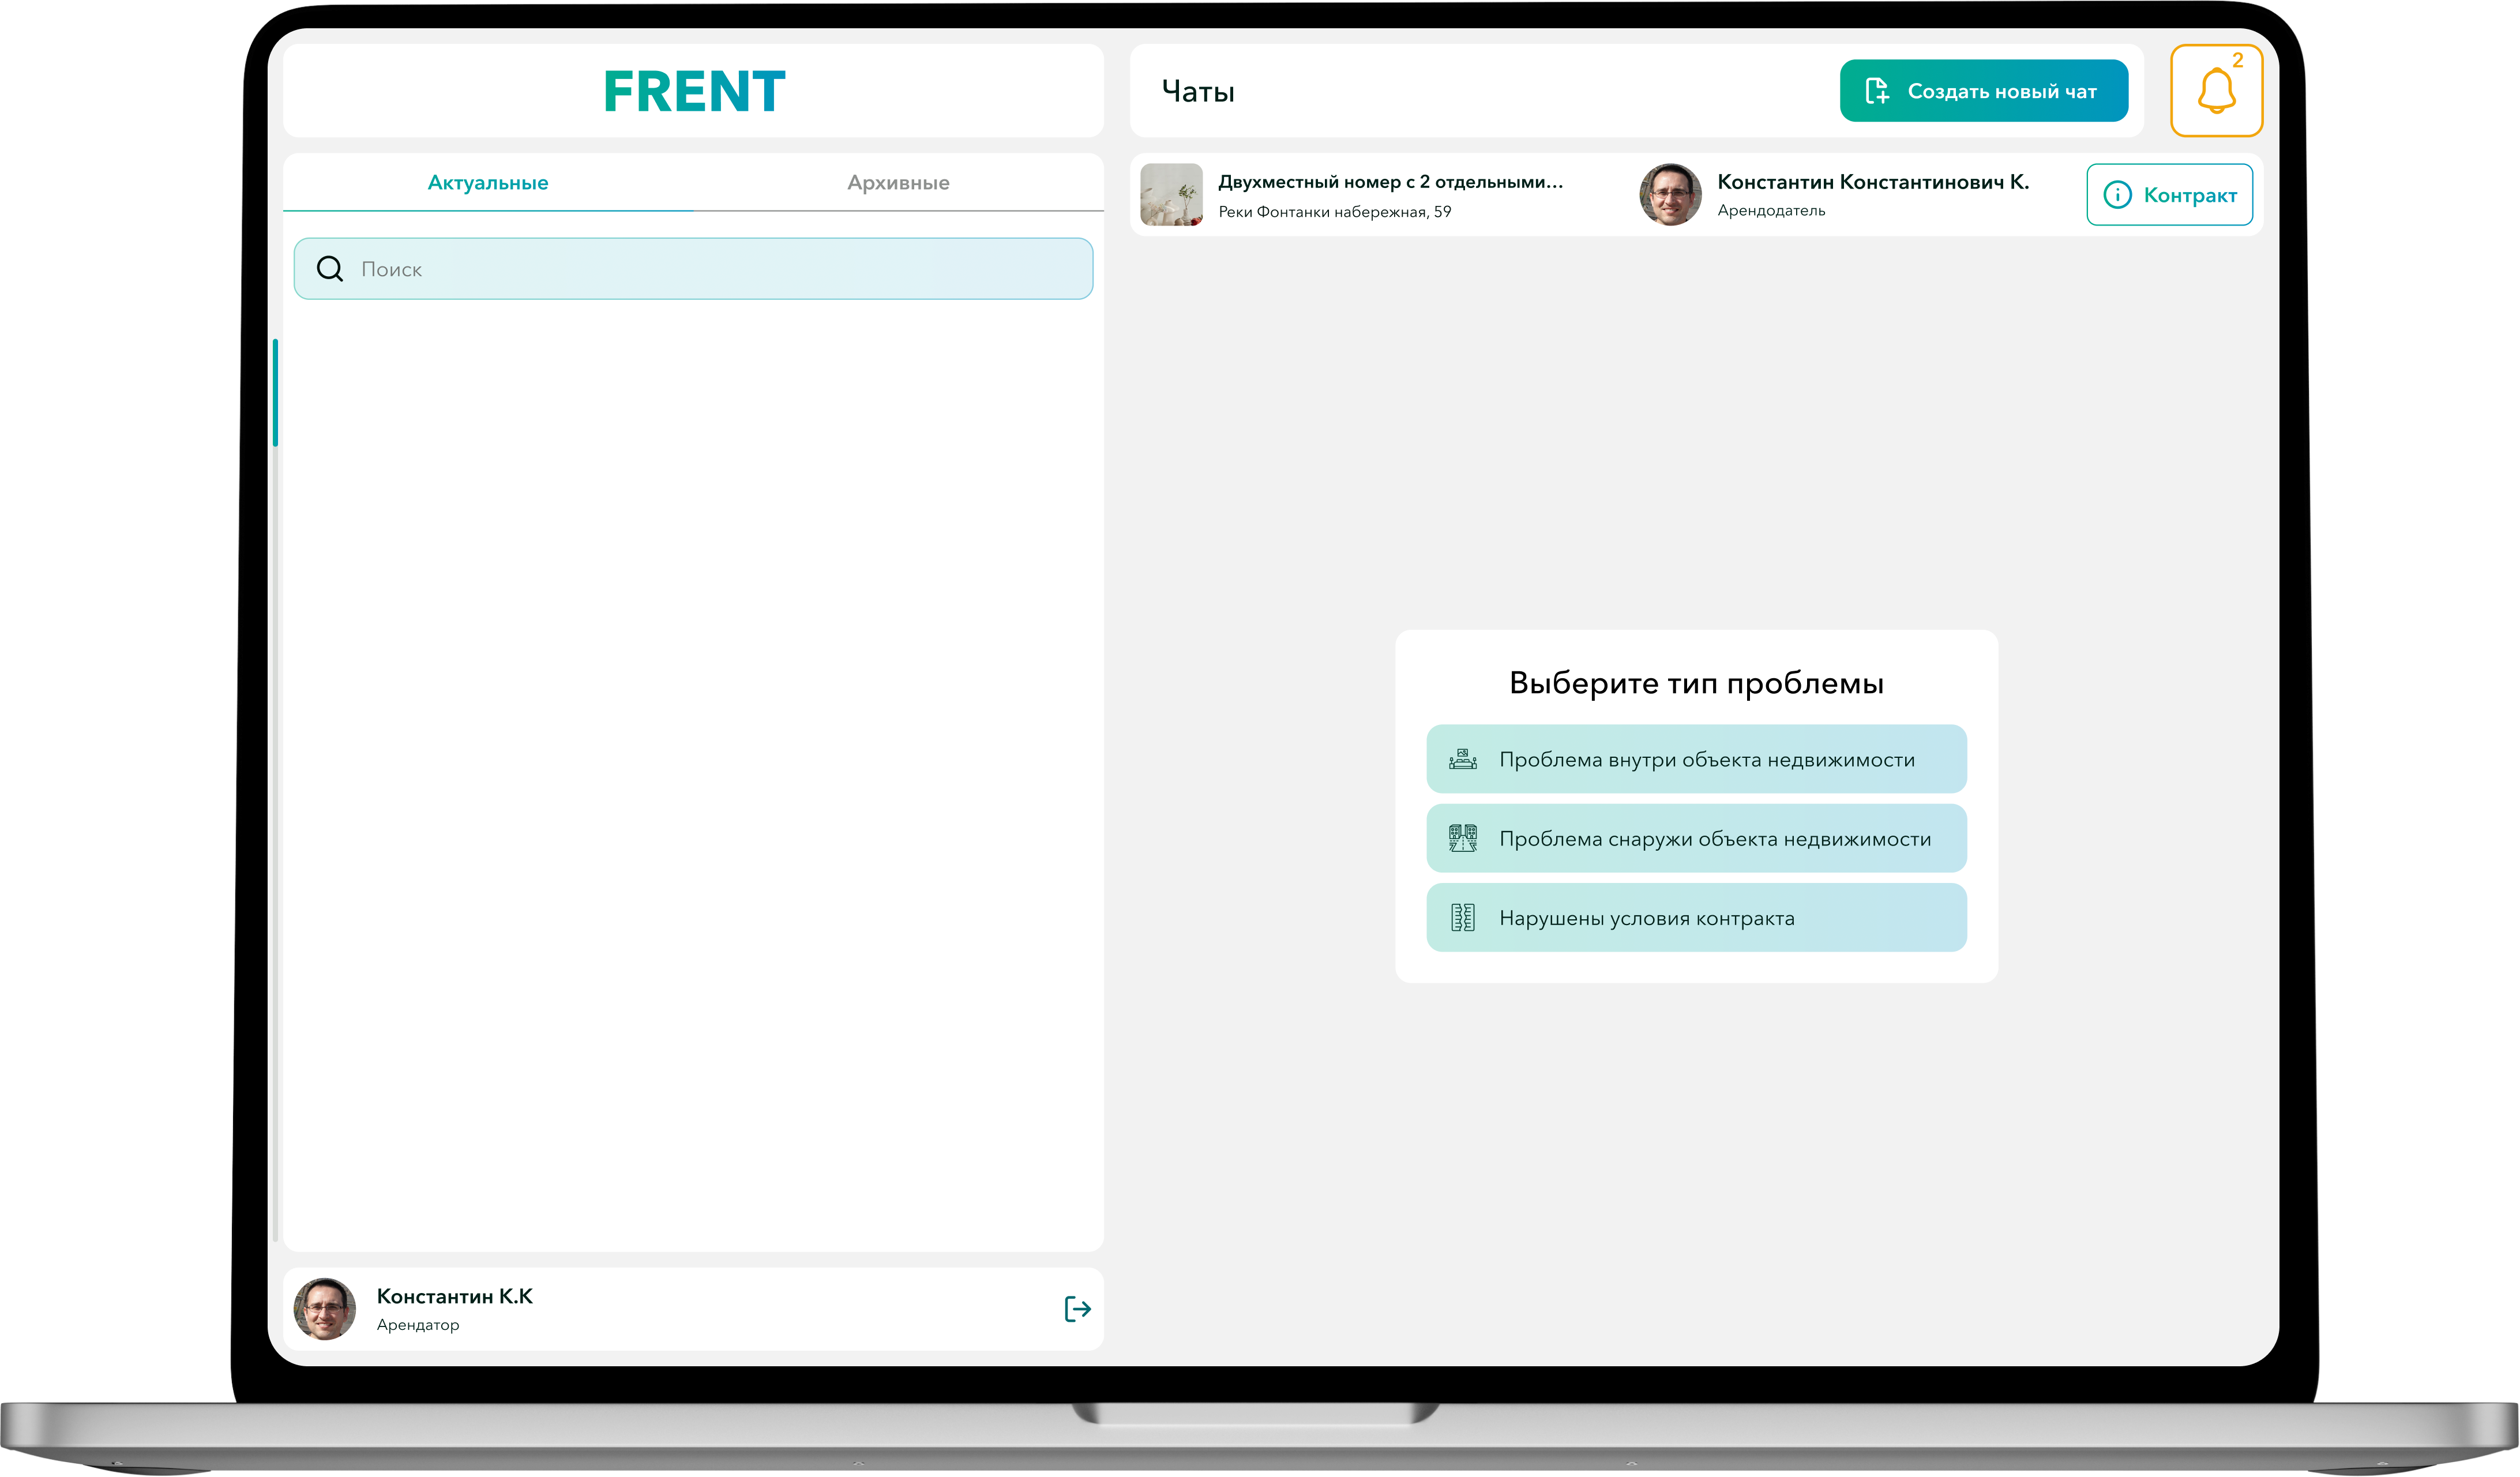 FRENT
Чаты
Создать новый чат
2
Актуальные
Архивные
Двухместный номер с 2 отдельными...
Реки Фонтанки набережная, 59
Константин Константинович К.
Арендодатель
Контракт
Поиск
Выберите тип проблемы
Проблема внутри объекта недвижимости
Проблема снаружи объекта недвижимости
Нарушены условия контракта
Константин К.К
Арендатор